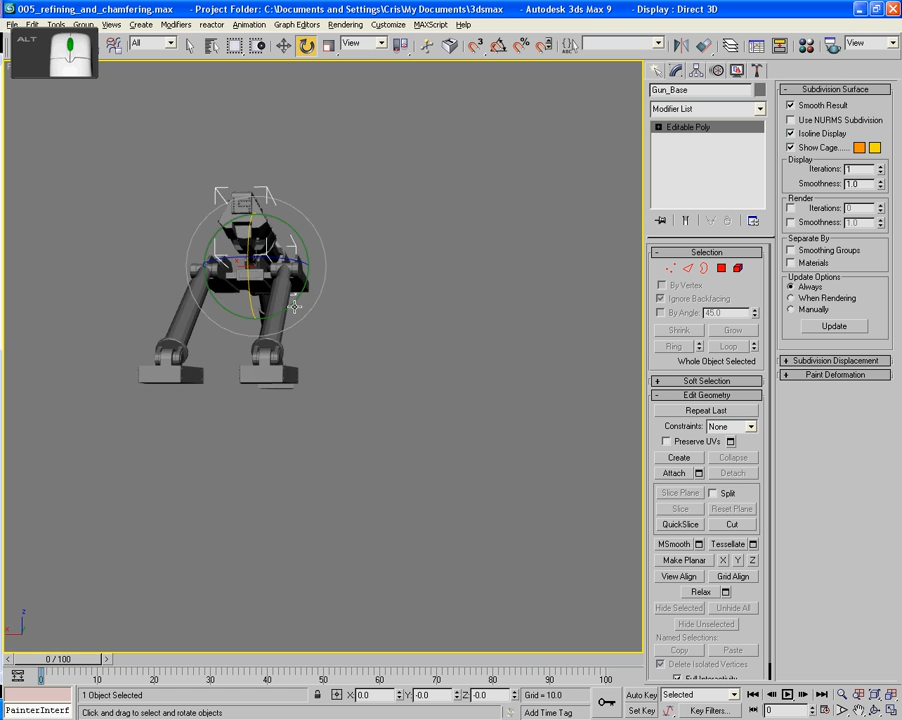 005_refining_and_chamfering.max - Project Folder: C:\Documents and Settings\Cris\My Documents\3dsmax - Autodesk 3ds Max 9 - Display : Direct 3D
File Edit Tools Group Views Create Modifiers reactor Animation Graph Editors Rendering Customize MAXScript Help
ALT
All View View
Gun_Base
Modifier List
Editable Poly
Selection
By Vertex
Ignore Backfacing
By Angle: 45.0
Shrink Grow
Ring Loop
Whole Object Selected
Soft Selection
Edit Geometry
Repeat Last
Constraints: None
Preserve UVs
Create Collapse
Attach Detach
Slice Plane Split
Slice Reset Plane
QuickSlice Cut
MSmooth Tessellate
Make Planar X Y Z
View Align Grid Align
Relax
Hide Selected Unhide All
Hide Unselected
Named Selections:
Copy Paste
Delete Isolated Vertices
Full Interactivity
Subdivision Surface
Smooth Result
Use NURMS Subdivision
Isoline Display
Show Cage......
Display
Iterations: 1
Smoothness: 1.0
Render
Iterations: 0
Smoothness: 1.0
Separate By
Smoothing Groups
Materials
Update Options
Always
When Rendering
Manually
Update
Subdivision Displacement
Paint Deformation
z
x
0 / 100
0 10 20 30 40 50 60 70 80 90 100
1 Object Selected X: 0.0 Y: -0.0 Z: -0.0 Grid = 10.0 Auto Key Selected
PainterInterf Click and drag to select and rotate objects Add Time Tag Set Key Key Filters... 0